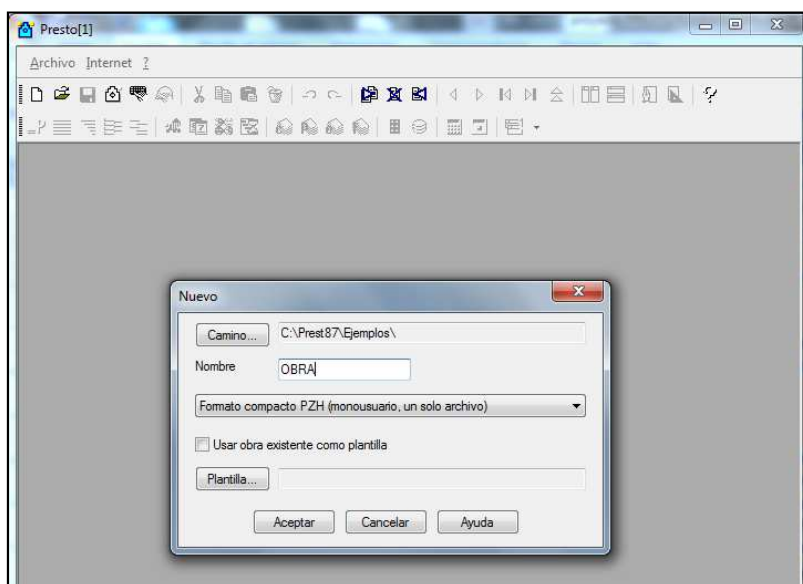 Presto[1]
Archivo Internet ?
Nuevo
Camino... C:\Prest87\Ejemplos\
Nombre OBRA
Formato compacto PZH (monousuario, un solo archivo)
Usar obra existente como plantilla
Plantilla...
Aceptar Cancelar Ayuda